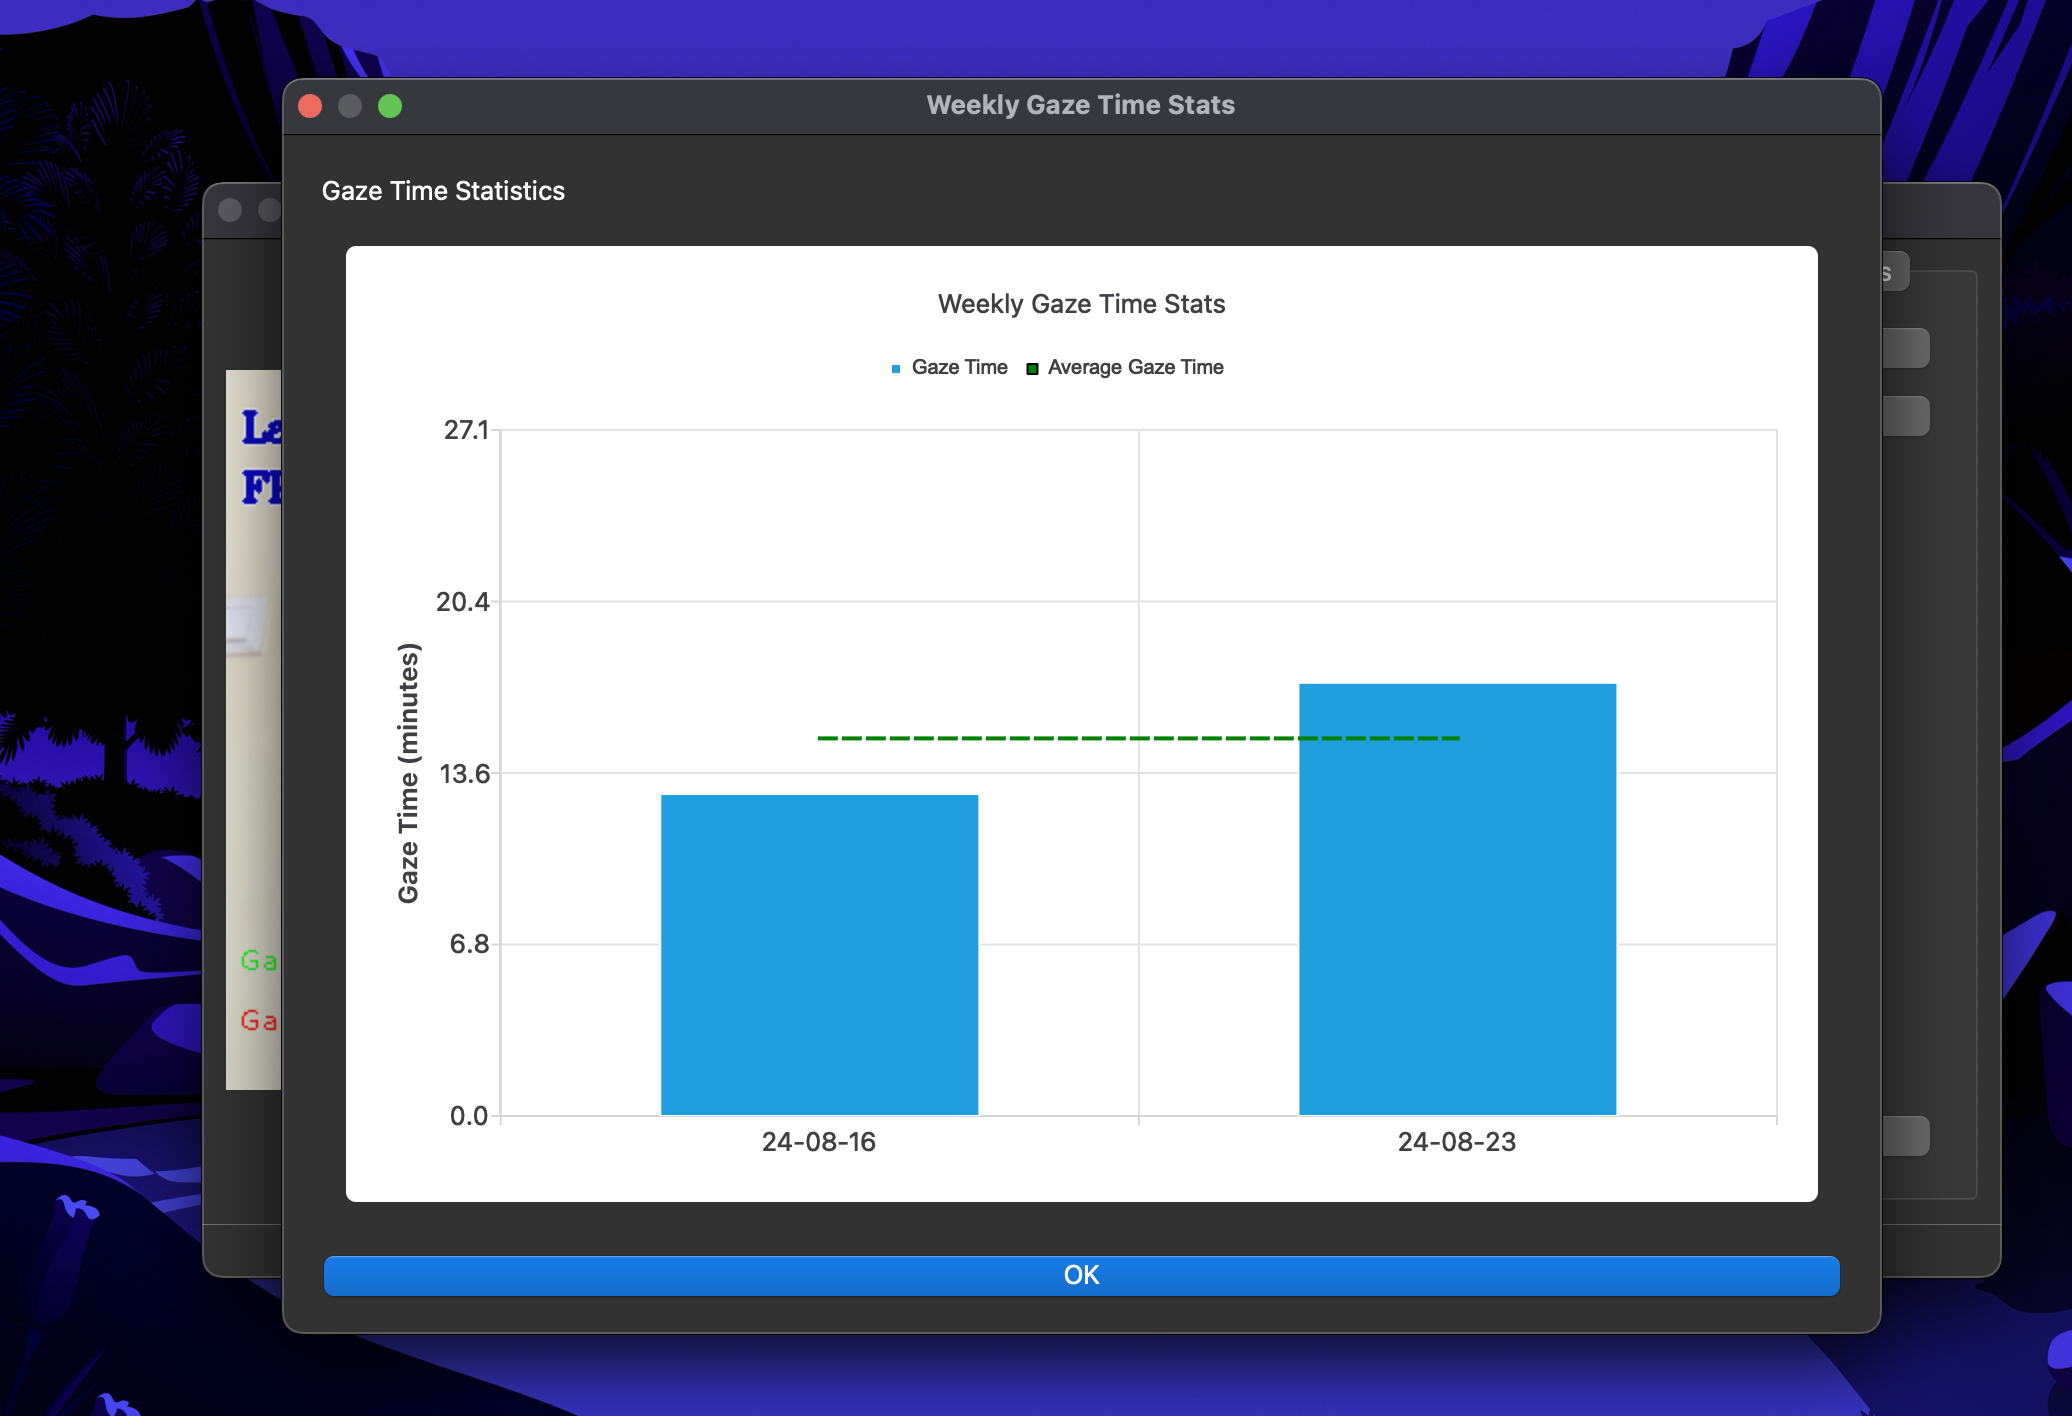 Weekly Gaze Time Stats
Gaze Time Statistics
Weekly Gaze Time Stats
Gaze Time Average Gaze Time
27.1
20.4
13.6
6.8
0.0
Gaze Time (minutes)
24-08-16 24-08-23
OK
s
La
Ga
Ga